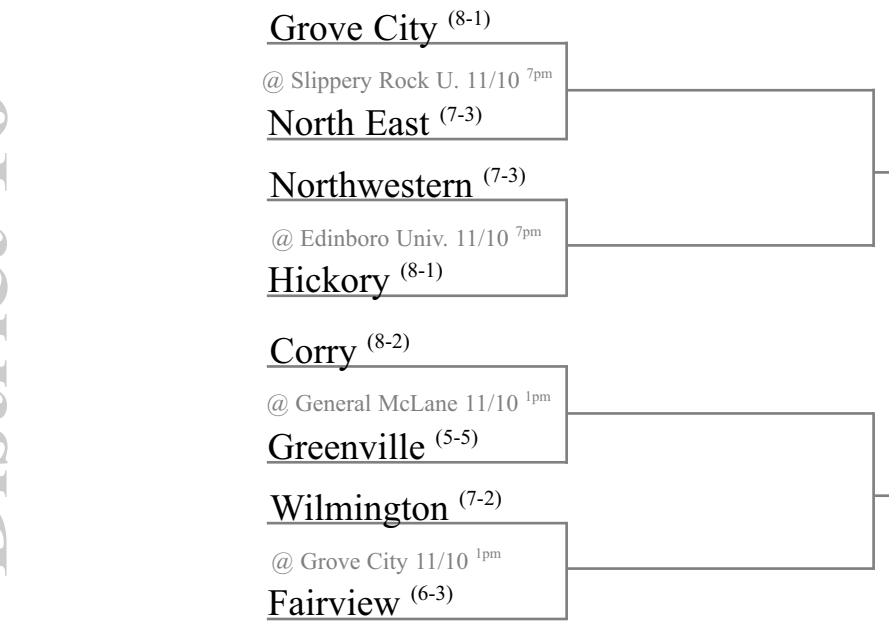 Grove City (8-1)
@ Slippery Rock U. 11/10 7pm
North East (7-3)
Northwestern (7-3)
@ Edinboro Univ. 11/10 7pm
Hickory (8-1)
Corry (8-2)
@ General McLane 11/10 1pm
Greenville (5-5)
Wilmington (7-2)
@ Grove City 11/10 1pm
Fairview (6-3)